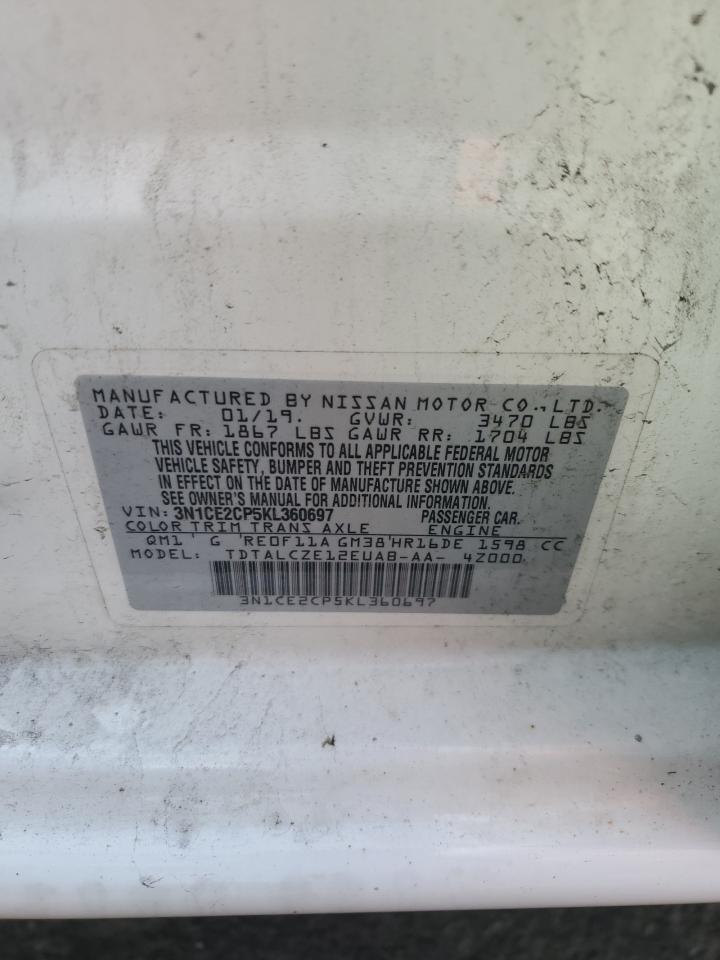 MANUFACTURED BY NISSAN MOTOR CO., LTD.
DATE: 01/19. GVWR: 3470 LBS
GAWR FR: 1867 LBS GAWR RR: 1704 LBS
THIS VEHICLE CONFORMS TO ALL APPLICABLE FEDERAL MOTOR
VEHICLE SAFETY, BUMPER AND THEFT PREVENTION STANDARDS
IN EFFECT ON THE DATE OF MANUFACTURE SHOWN ABOVE.
SEE OWNER'S MANUAL FOR ADDITIONAL INFORMATION.
VIN: 3N1CE2CP5KL360697 PASSENGER CAR.
COLOR TRIM TRANS AXLE ENGINE
QM1' G 'RE0F11A GM38'HR16DE 1598 CC
MODEL: TDTALCZE12EUA8-AA- 4Z000
3N1CE2CP5KL360697